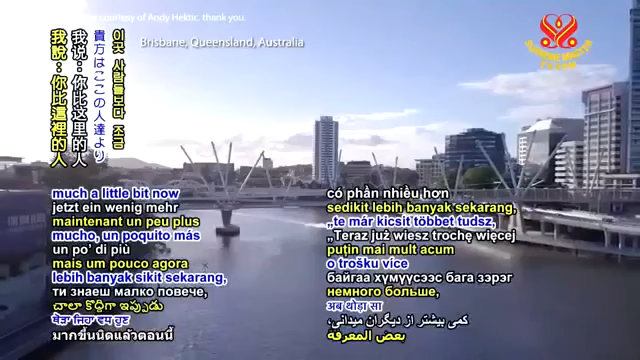 courtesy of Andy Hektic. thank you.
Brisbane, Queensland, Australia
SUPREME MASTER
TELEVISION
이곳 사람들보다 조금
貴方はここの人達より
我说：你比这里的人
我說：你比這裡的人
much a little bit now
jetzt ein wenig mehr
maintenant un peu plus
mucho, un poquito más
un po’ di più
mais um pouco agora
lebih banyak sikit sekarang,
ти знаеш малко повече,
చాలా కొద్దిగా ఇప్పుడు
ਥੋੜਾ ਜਿਹਾ ਵਧ ਹੁਣ
มากขึ้นนิดแล้วตอนนี้
có phần nhiều hơn
sedikit lebih banyak sekarang,
„te már kicsit többet tudsz,
„Teraz już wiesz trochę więcej
puțin mai mult acum
o trošku více
байгаа хүмүүсээс бага зэрэг
немного больше,
अब थोड़ा सा
کمی بیشتر از دیگران میدانی،
بعض المعرفه